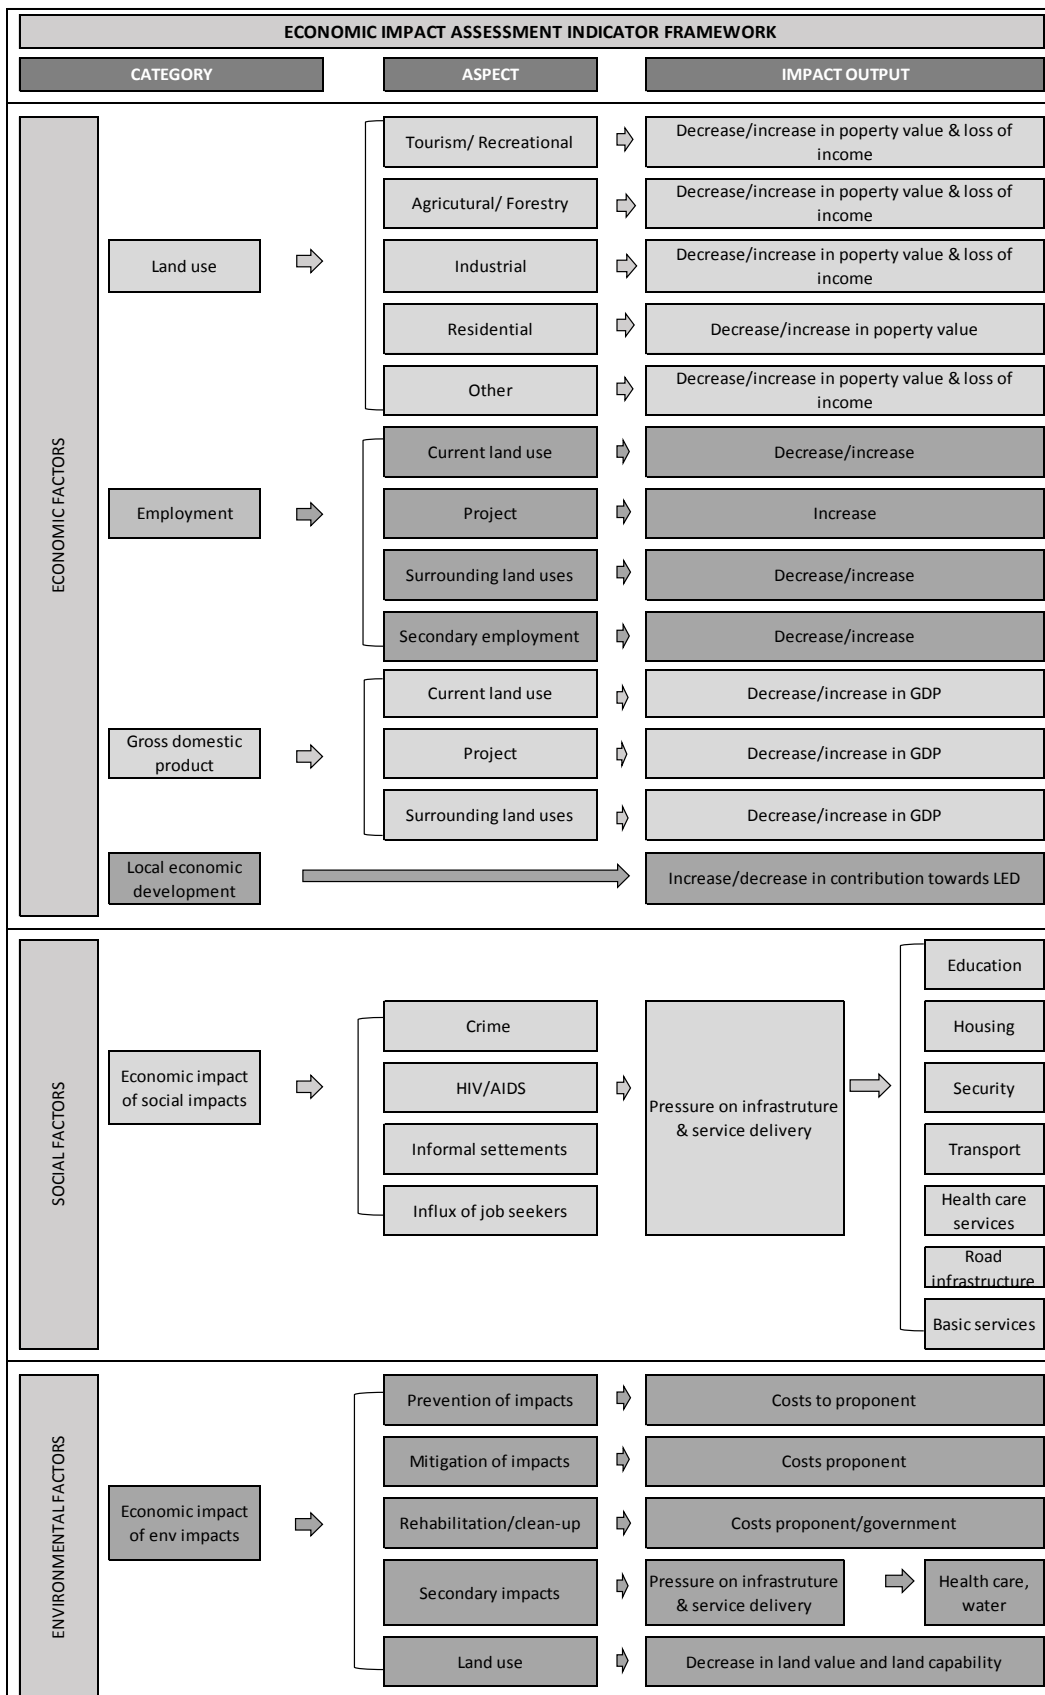 ECONOMIC IMPACT ASSESSMENT INDICATOR FRAMEWORK
CATEGORY
ASPECT
IMPACT OUTPUT
ECONOMIC FACTORS
Land use
Tourism/ Recreational
Decrease/increase in poperty value & loss of
income
Agricutural/ Forestry
Decrease/increase in poperty value & loss of
income
Industrial
Decrease/increase in poperty value & loss of
income
Residential
Decrease/increase in poperty value
Other
Decrease/increase in poperty value & loss of
income
Employment
Current land use
Decrease/increase
Project
Increase
Surrounding land uses
Decrease/increase
Secondary employment
Decrease/increase
Gross domestic
product
Current land use
Decrease/increase in GDP
Project
Decrease/increase in GDP
Surrounding land uses
Decrease/increase in GDP
Local economic
development
Increase/decrease in contribution towards LED
SOCIAL FACTORS
Economic impact
of social impacts
Crime
HIV/AIDS
Informal settements
Influx of job seekers
Pressure on infrastruture
& service delivery
Education
Housing
Security
Transport
Health care
services
Road
infrastructure
Basic services
ENVIRONMENTAL FACTORS
Economic impact
of env impacts
Prevention of impacts
Costs to proponent
Mitigation of impacts
Costs proponent
Rehabilitation/clean-up
Costs proponent/government
Secondary impacts
Pressure on infrastruture
& service delivery
Health care,
water
Land use
Decrease in land value and land capability